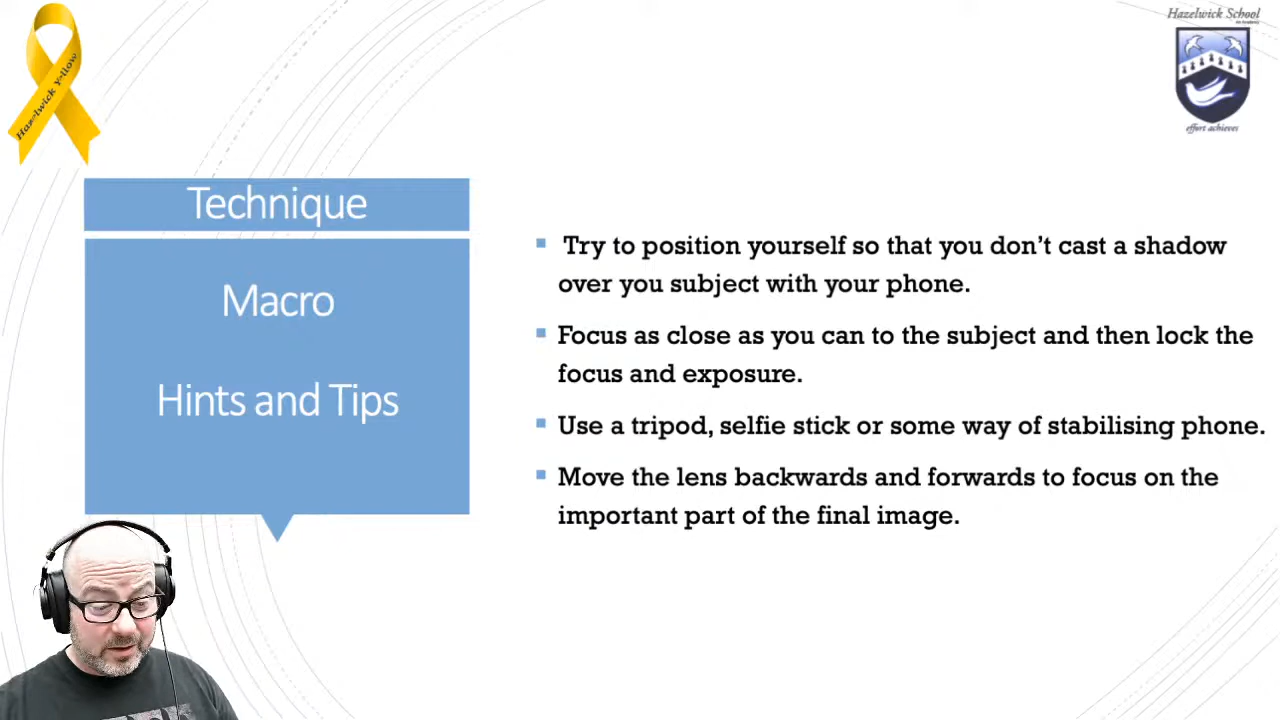 Hazelwick School
Hazelwick Yellow
effort achieves
Technique
Macro
Hints and Tips
Try to position yourself so that you don’t cast a shadow
over you subject with your phone.
Focus as close as you can to the subject and then lock the
focus and exposure.
Use a tripod, selfie stick or some way of stabilising phone.
Move the lens backwards and forwards to focus on the
important part of the final image.